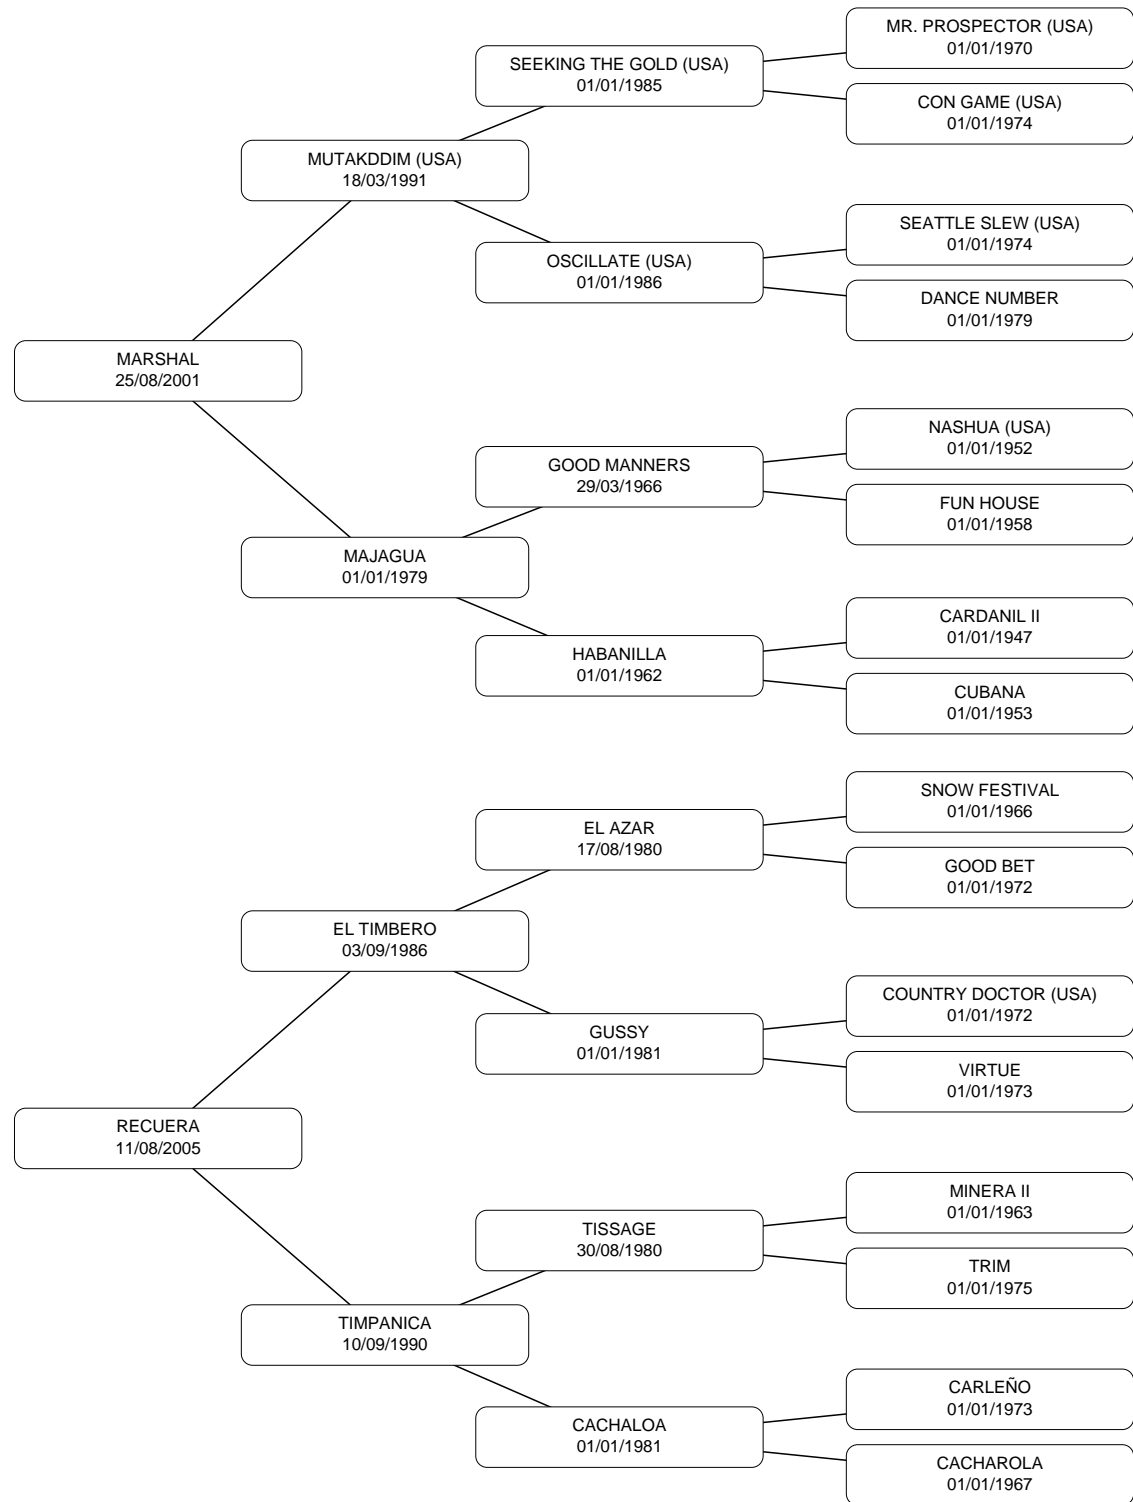 MR. PROSPECTOR (USA)
01/01/1970
SEEKING THE GOLD (USA)
01/01/1985
CON GAME (USA)
01/01/1974
MUTAKDDIM (USA)
18/03/1991
SEATTLE SLEW (USA)
01/01/1974
OSCILLATE (USA)
01/01/1986
DANCE NUMBER
01/01/1979
MARSHAL
25/08/2001
NASHUA (USA)
01/01/1952
GOOD MANNERS
29/03/1966
FUN HOUSE
01/01/1958
MAJAGUA
01/01/1979
CARDANIL II
01/01/1947
HABANILLA
01/01/1962
CUBANA
01/01/1953
SNOW FESTIVAL
01/01/1966
EL AZAR
17/08/1980
GOOD BET
01/01/1972
EL TIMBERO
03/09/1986
COUNTRY DOCTOR (USA)
01/01/1972
GUSSY
01/01/1981
VIRTUE
01/01/1973
RECUERA
11/08/2005
MINERA II
01/01/1963
TISSAGE
30/08/1980
TRIM
01/01/1975
TIMPANICA
10/09/1990
CARLEÑO
01/01/1973
CACHALOA
01/01/1981
CACHAROLA
01/01/1967